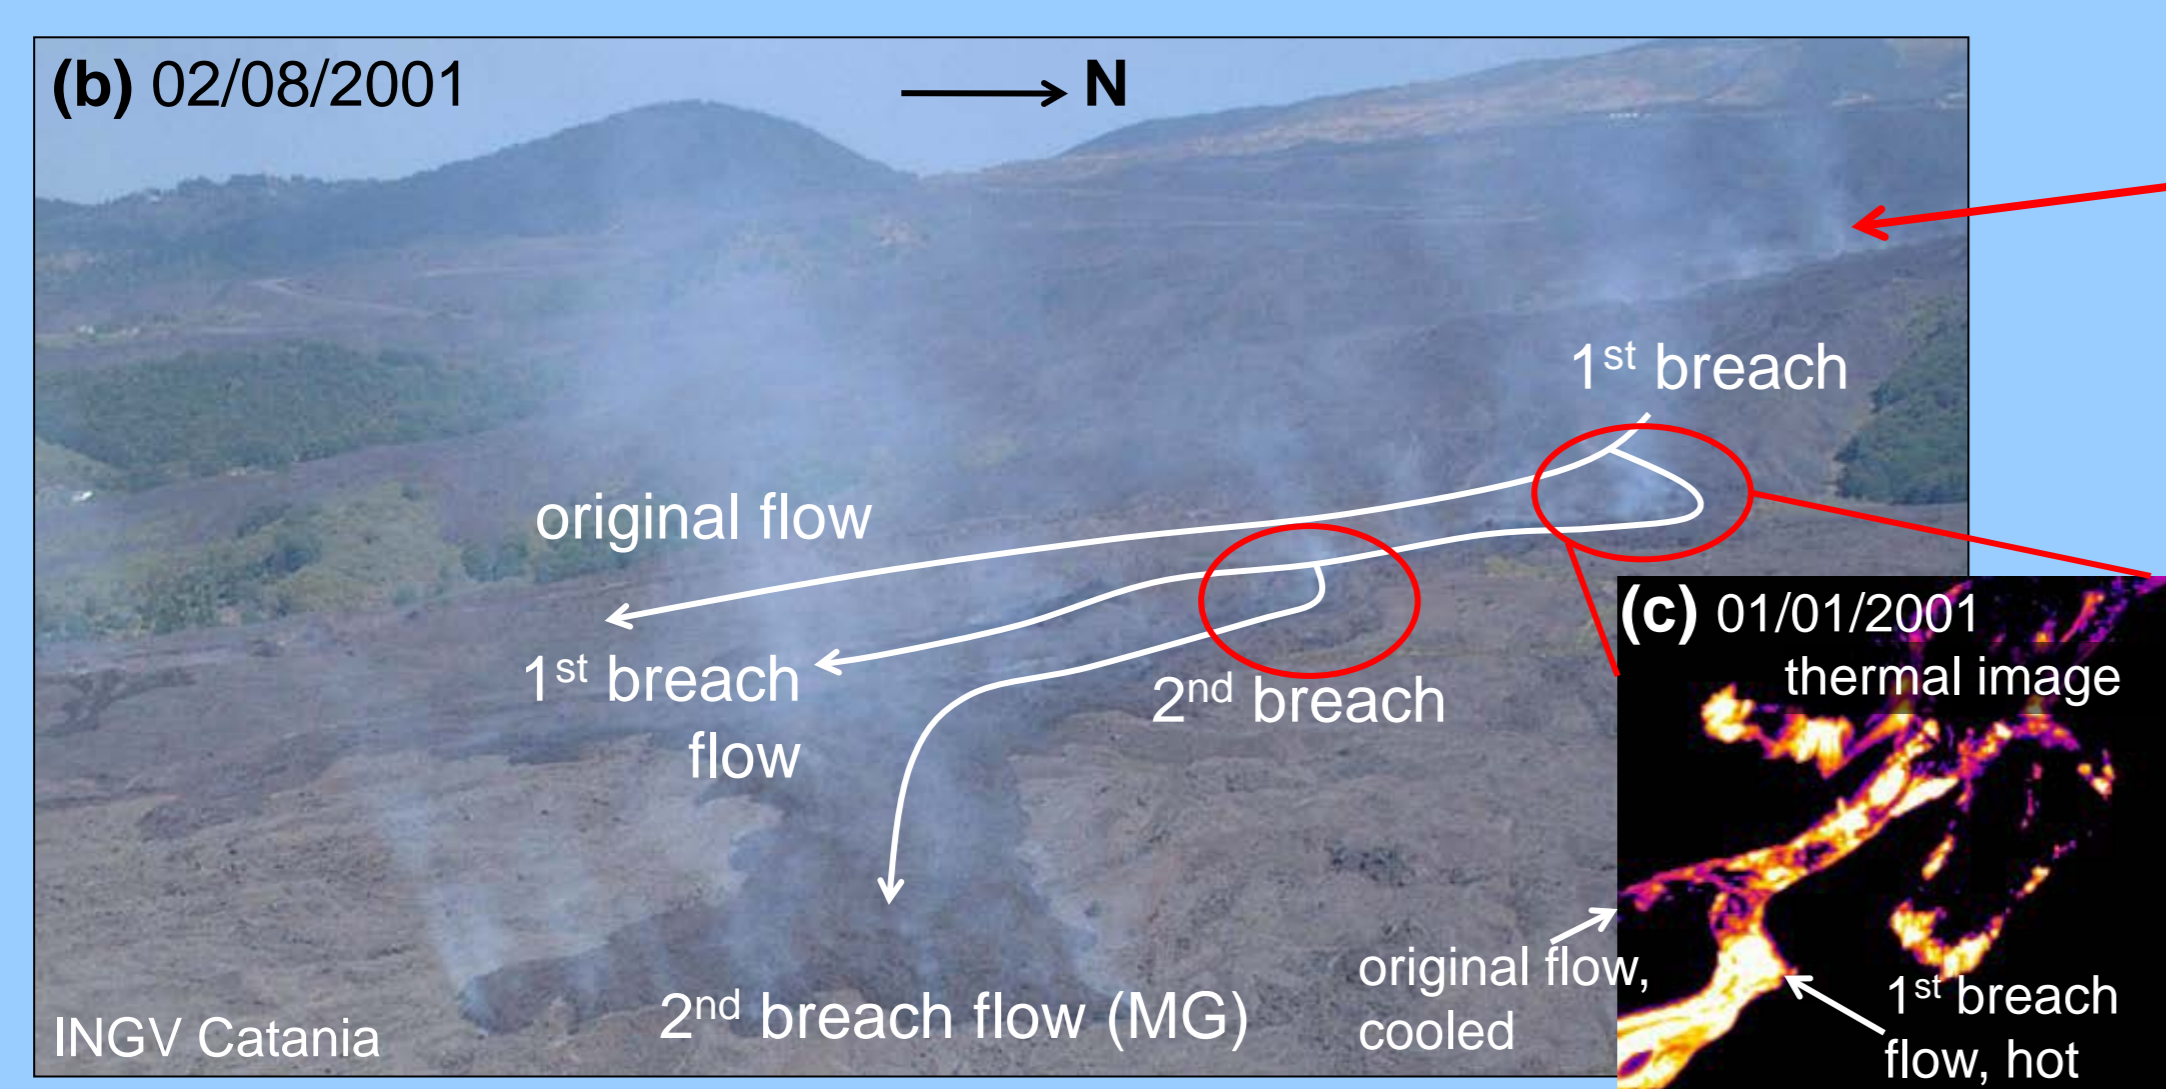 (b) 02/08/2001
N
1st breach
original flow
1st breach
flow
2nd breach
2nd breach flow (MG)
INGV Catania
(c) 01/01/2001
thermal image
original flow,
cooled
1st breach
flow, hot